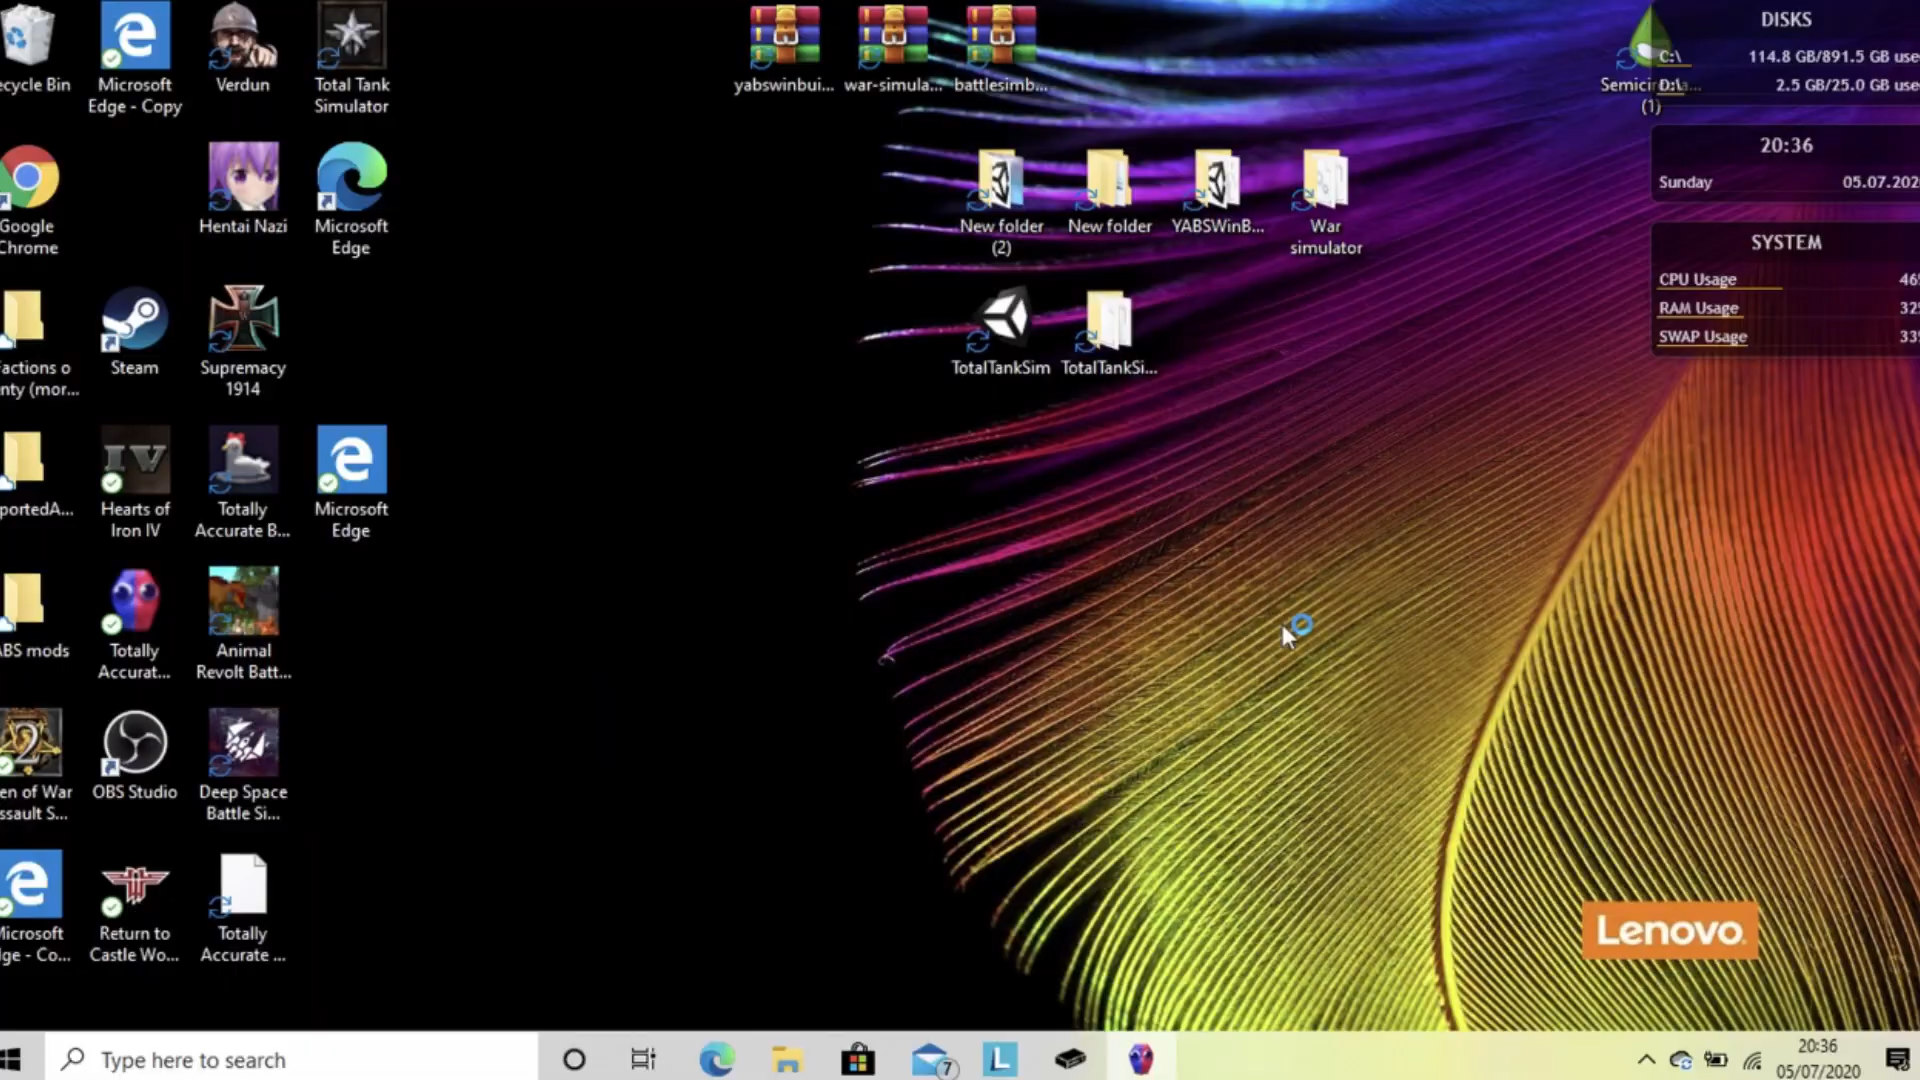 ecycle Bin
Microsoft
Edge - Copy
Verdun
Total Tank
Simulator
yabswinbui...
war-simula...
battlesimb...
(1)
DISKS
C:\
114.8 GB/891.5 GB use
D:\
2.5 GB/25.0 GB use
20:36
Sunday
05.07.202
SYSTEM
CPU Usage
46
RAM Usage
32
SWAP Usage
33
Google
Chrome
Hentai Nazi
Microsoft
Edge
New folder
(2)
New folder
YABSWinB...
War
simulator
actions o
nty (mor...
Steam
Supremacy
1914
TotalTankSim
TotalTankSi...
portedA...
IV
Hearts of
Iron IV
Totally
Accurate B...
Microsoft
Edge
ABS mods
Totally
Accurat...
Animal
Revolt Batt...
2
en of War
ssault S...
OBS Studio
Deep Space
Battle Si...
Microsoft
ge - Co...
Return to
Castle Wo...
Totally
Accurate ...
Lenovo
Type here to search
7
L
20:36
05/07/2020